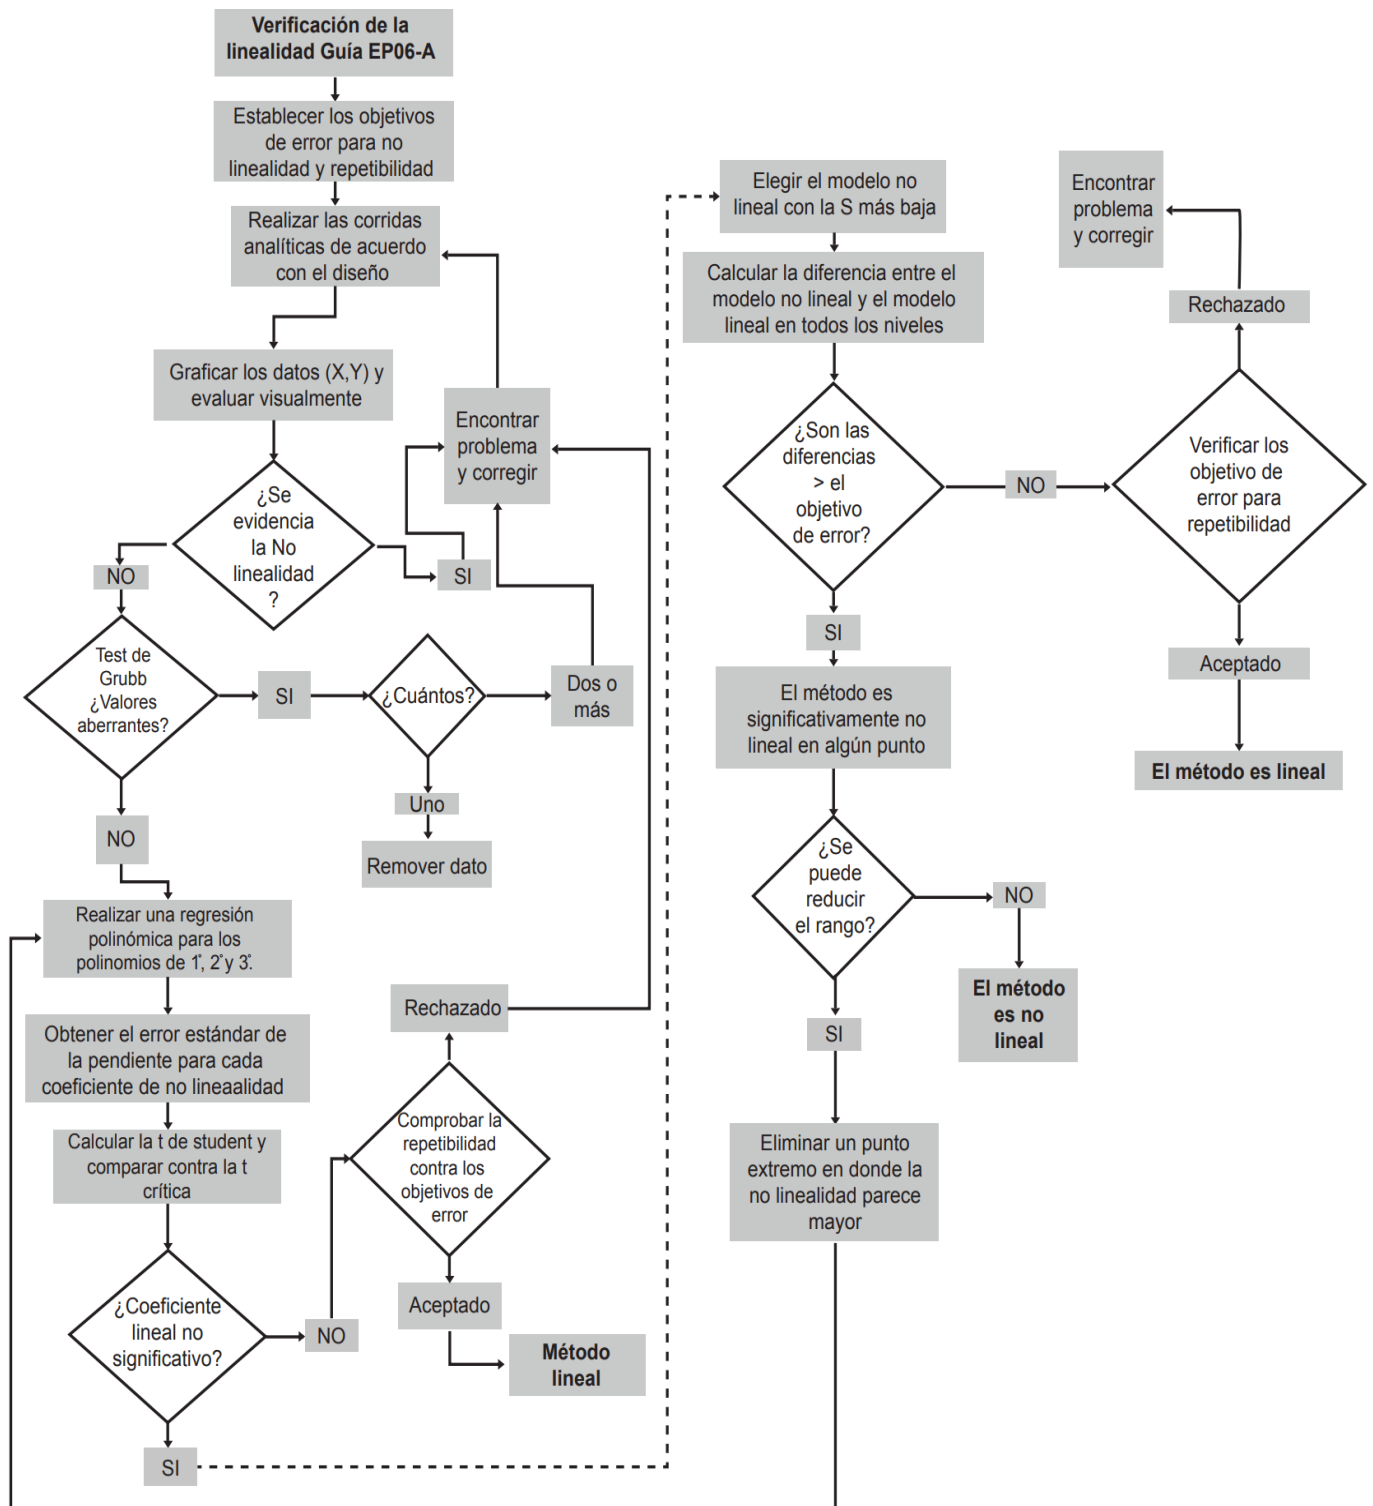 Verificación de la
linealidad Guía EP06-A
Establecer los objetivos
de error para no
linealidad y repetibilidad
Realizar las corridas
analíticas de acuerdo
con el diseño
Graficar los datos (X,Y) y
evaluar visualmente
¿Se
evidencia
la No
linealidad
?
NO
SI
Encontrar
problema
y corregir
Test de
Grubb
¿Valores
aberrantes?
SI
¿Cuántos?
Dos o
más
Uno
Remover dato
NO
Realizar una regresión
polinómica para los
polinomios de 1°, 2° y 3°.
Obtener el error estándar de
la pendiente para cada
coeficiente de no lineaalidad
Calcular la t de student y
comparar contra la t
crítica
¿Coeficiente
lineal no
significativo?
NO
SI
Rechazado
Comprobar la
repetibilidad
contra los
objetivos de
error
Aceptado
Método
lineal
Elegir el modelo no
lineal con la S más baja
Calcular la diferencia entre el
modelo no lineal y el modelo
lineal en todos los niveles
¿Son las
diferencias
> el
objetivo
de error?
NO
SI
El método es
significativamente no
lineal en algún punto
¿Se
puede
reducir
el rango?
NO
El método
es no
lineal
SI
Eliminar un punto
extremo en donde la
no linealidad parece
mayor
Encontrar
problema
y corregir
Rechazado
Verificar los
objetivo de
error para
repetibilidad
Aceptado
El método es lineal